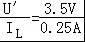 U′/I_L = 3.5V/0.25A